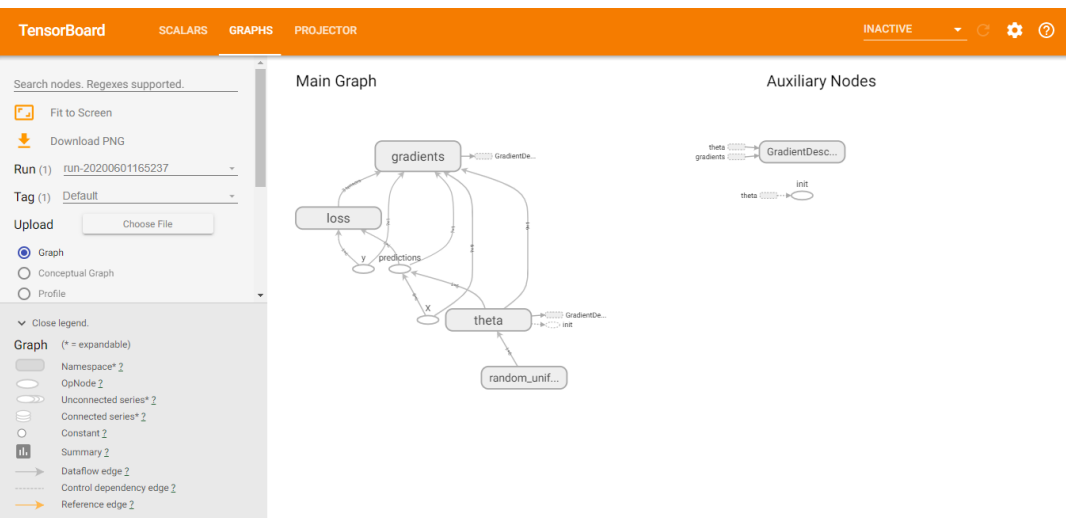 TensorBoard SCALARS GRAPHS PROJECTOR INACTIVE
Search nodes. Regexes supported.
Fit to Screen
Download PNG
Run (1) run-20200601165237
Tag (1) Default
Upload Choose File
Graph
Conceptual Graph
Profile
Close legend.
Graph (* = expandable)
Namespace* ?
OpNode ?
Unconnected series* ?
Connected series* ?
Constant ?
Summary ?
Dataflow edge ?
Control dependency edge ?
Reference edge ?
Main Graph
gradients
GradientDe...
loss
y
predictions
x
theta
GradientDe...
init
random_unif...
Auxiliary Nodes
theta
gradients
GradientDesc...
init
theta